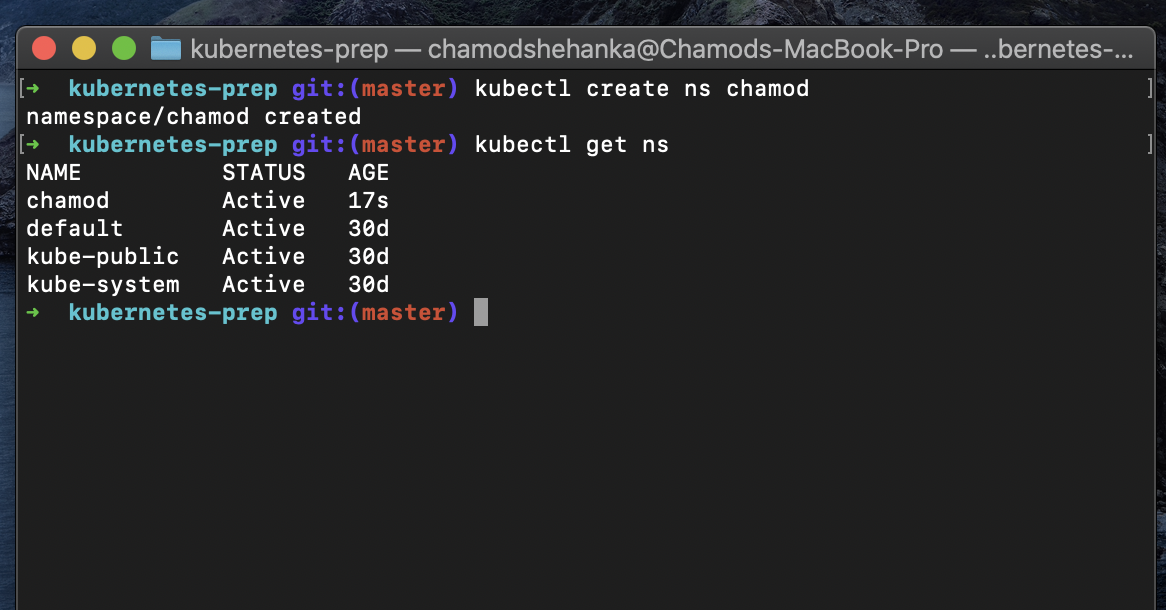 kubernetes-prep — chamodshehanka@Chamods-MacBook-Pro — ..bernetes-...
[➜  kubernetes-prep git:(master) kubectl create ns chamod ]
namespace/chamod created
[➜  kubernetes-prep git:(master) kubectl get ns ]
NAME          STATUS   AGE
chamod        Active   17s
default       Active   30d
kube-public   Active   30d
kube-system   Active   30d
➜  kubernetes-prep git:(master)